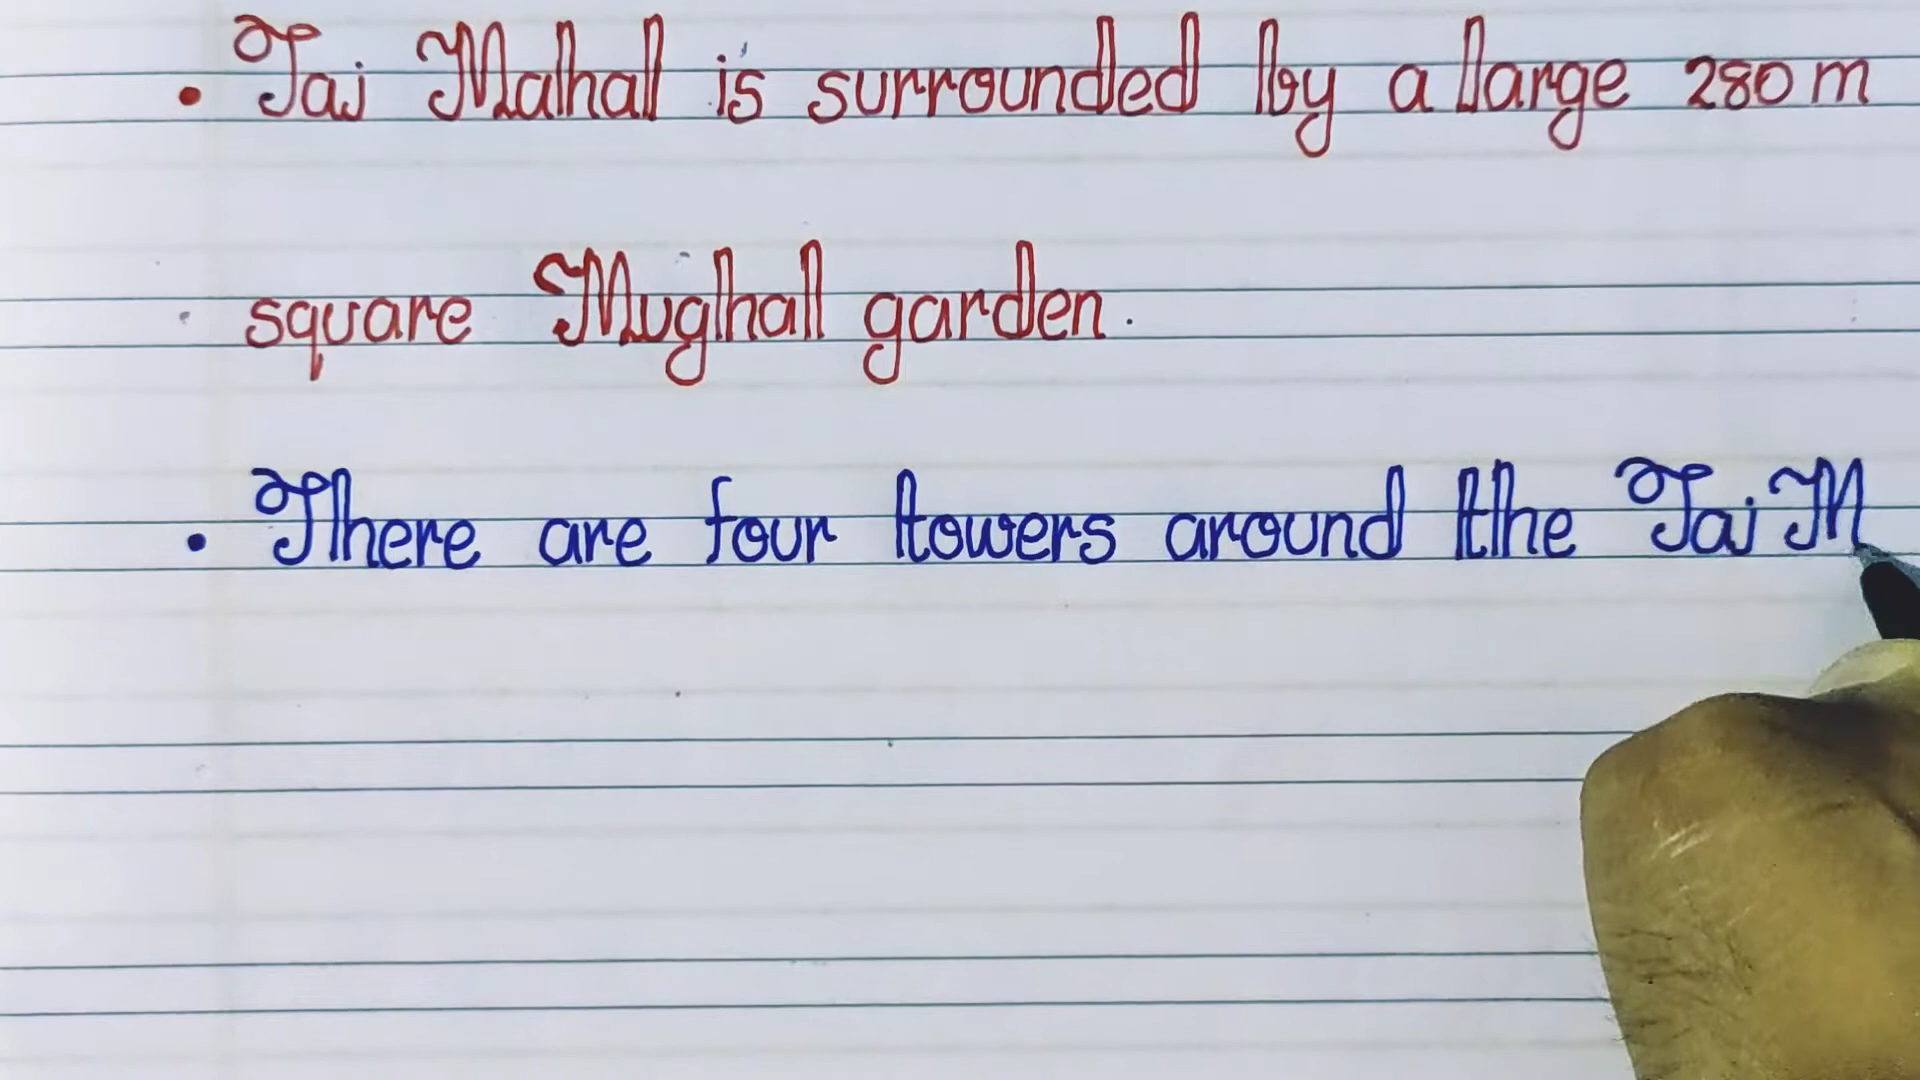 • Taj Mahal is surrounded by a large 280 m
square Mughal garden.
• There are four towers around the Taj M